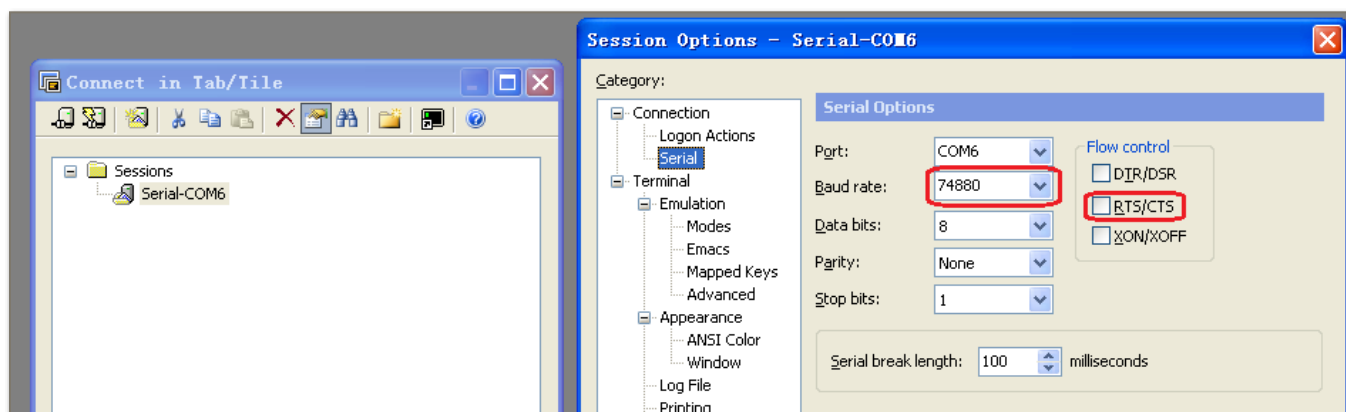 Connect in Tab/Tile
Sessions
Serial-COM6
Session Options - Serial-COM6
Category:
Connection
Logon Actions
Serial
Terminal
Emulation
Modes
Emacs
Mapped Keys
Advanced
Appearance
ANSI Color
Window
Log File
Printing
Serial Options
Port:
COM6
Baud rate:
74880
Data bits:
8
Parity:
None
Stop bits:
1
Flow control
DTR/DSR
RTS/CTS
XON/XOFF
Serial break length:
100
milliseconds